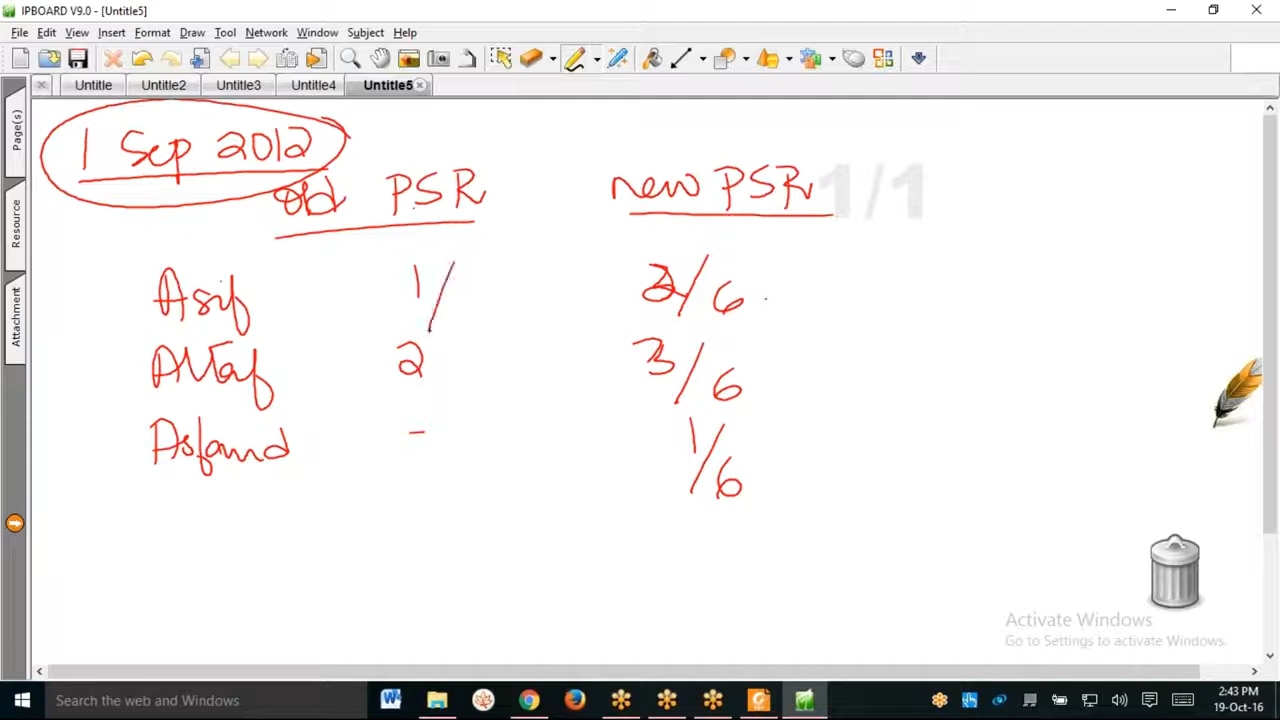 IPBOARD V9.0 - [Untitle5]
File Edit View Insert Format Draw Tool Network Window Subject Help
Untitle Untitle2 Untitle3 Untitle4 Untitle5
Page(s)
Resource
Attachment
1 Sep 2012
old PSR new PSR 1/1
Asif 1/ 2/6
Altaf 2 3/6
Asfand - 1/6
Activate Windows
Go to Settings to activate Windows.
Search the web and Windows
2:43 PM
19-Oct-16